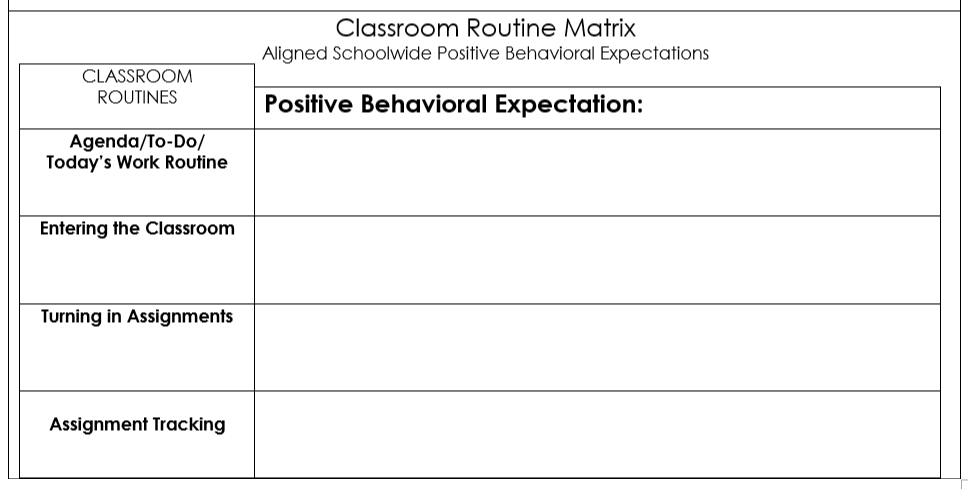 Classroom Routine Matrix
Aligned Schoolwide Positive Behavioral Expectations
CLASSROOM
ROUTINES
Positive Behavioral Expectation:
Agenda/To-Do/
Today's Work Routine
Entering the Classroom
Turning in Assignments
Assignment Tracking